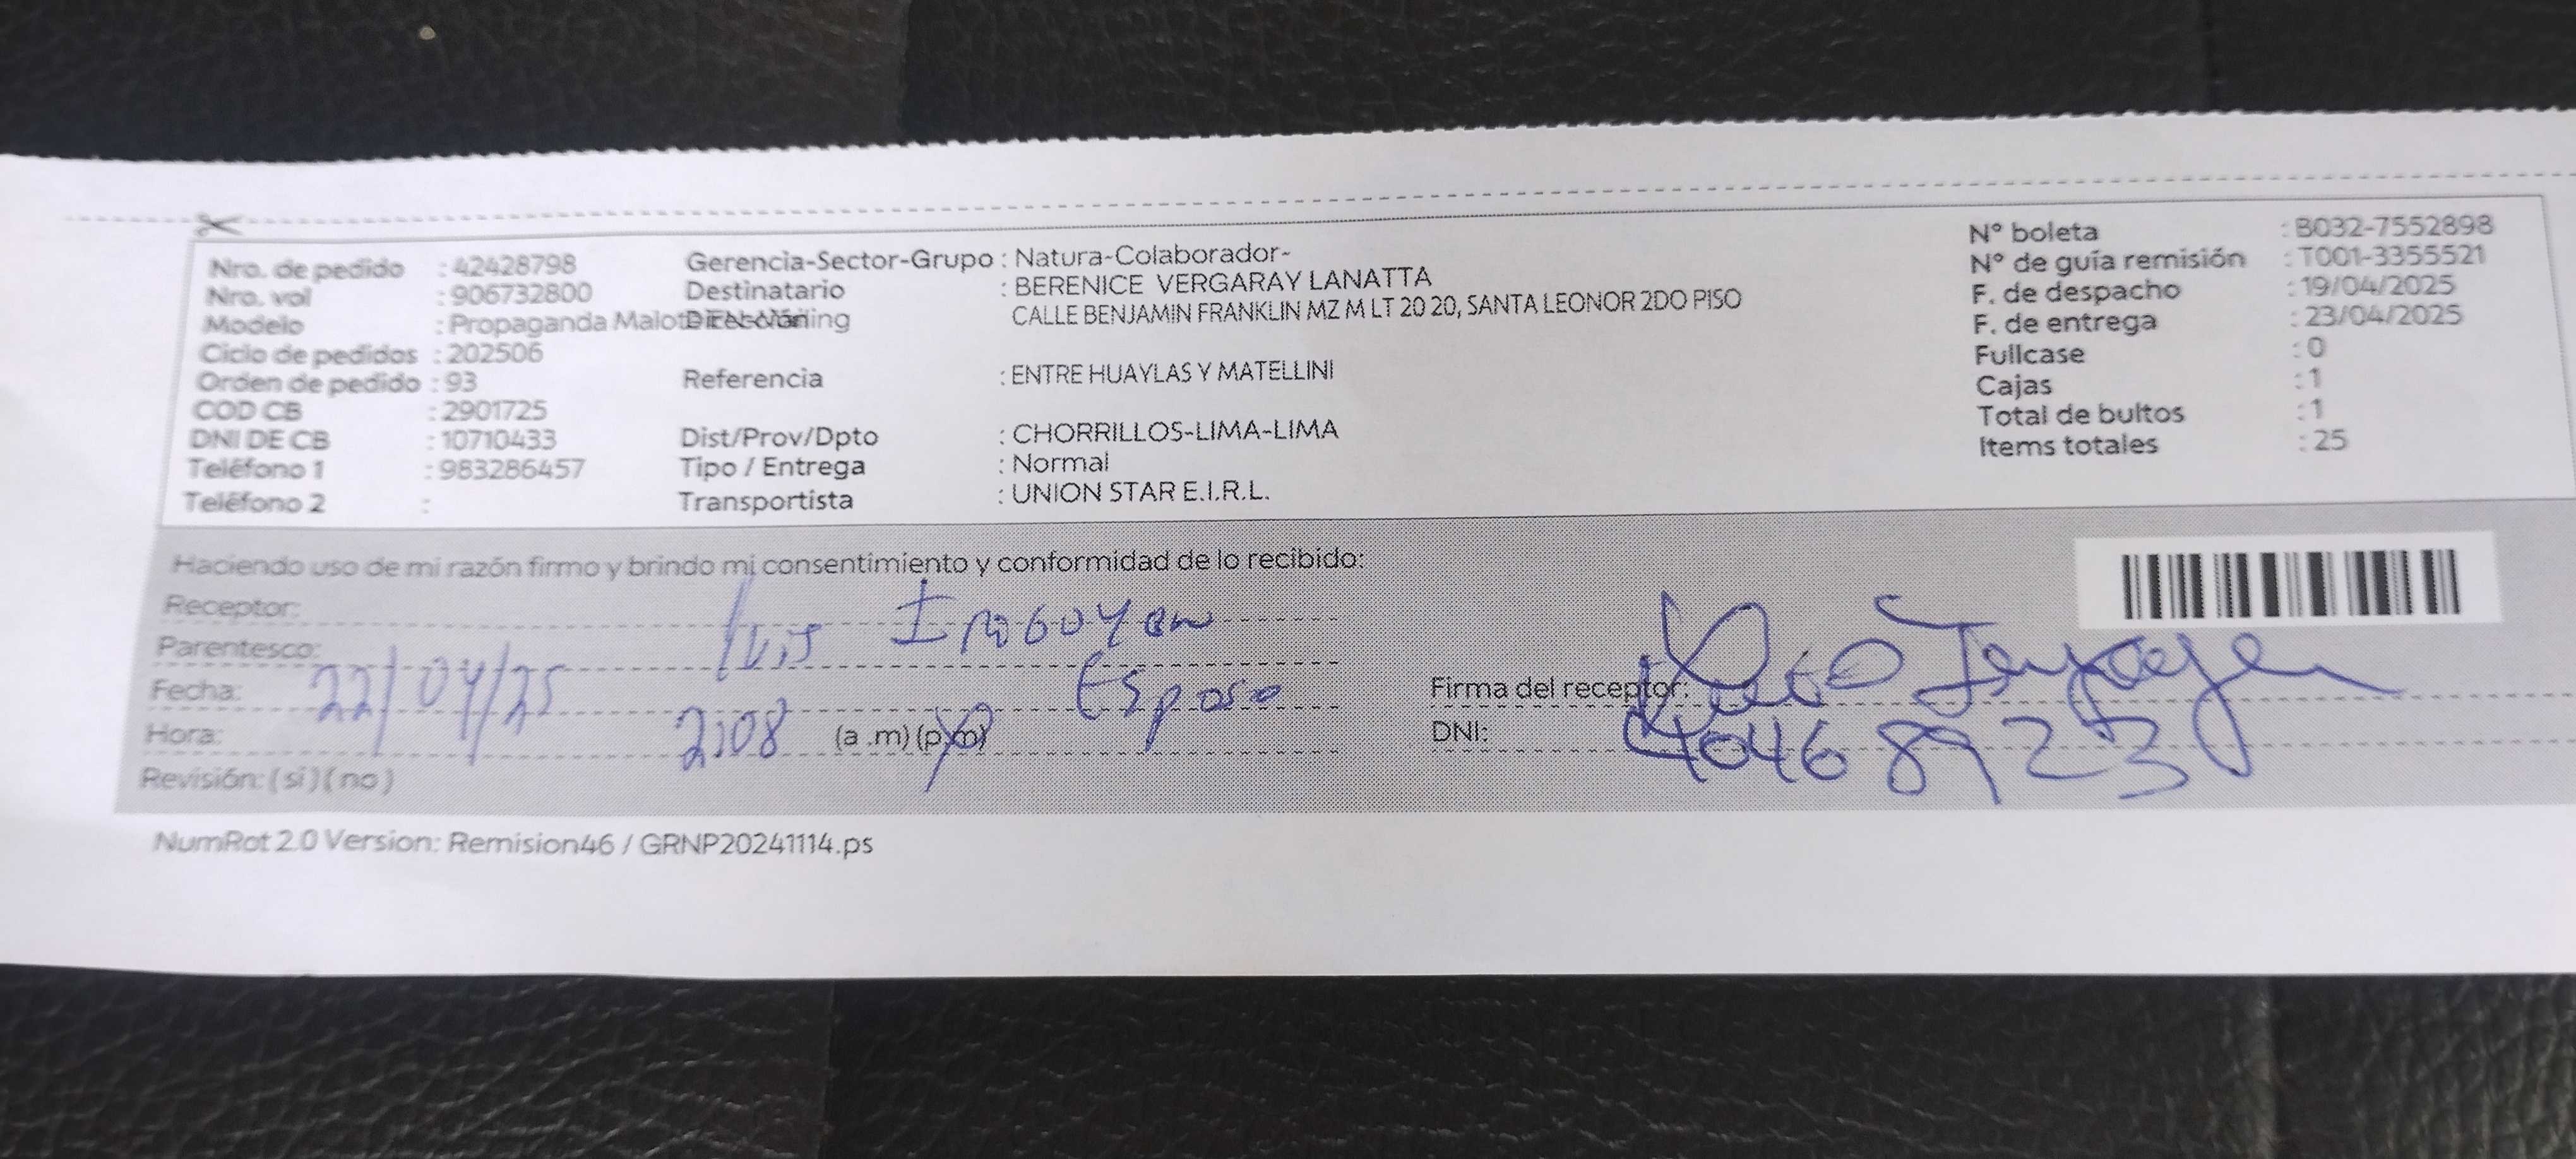 Nro. de pedido : 42428798
Nro. vol : 906732800
Modelo : Propaganda
Ciclo de pedidos : 202506
Orden de pedido : 93
COD CB : 2901725
DNI DE CB : 10710433
Teléfono 1 : 983286457
Teléfono 2 :
Gerencia-Sector-Grupo : Natura-Colaborador-
Destinatario : BERENICE VERGARAY LANATTA
CALLE BENJAMIN FRANKLIN MZ M LT 20 20, SANTA LEONOR 2DO PISO
Referencia : ENTRE HUAYLAS Y MATELLINI
Dist/Prov/Dpto : CHORRILLOS-LIMA-LIMA
Tipo / Entrega : Normal
Transportista : UNION STAR E.I.R.L.
N° boleta : B032-7552898
N° de guía remisión : T001-3355521
F. de despacho : 19/04/2025
F. de entrega : 23/04/2025
Fullcase : 0
Cajas : 1
Total de bultos : 1
Items totales : 25
Haciendo uso de mi razón firmo y brindo mi consentimiento y conformidad de lo recibido:
Receptor: Luis Irigoyen
Parentesco: Esposo
Fecha: 22/04/25
Hora: 2:08 (a .m) (p.m)
Revisión: (si) (no)
Firma del receptor:
DNI: 40468923
NumRot 2.0 Version: Remision46 / GRNP20241114.ps